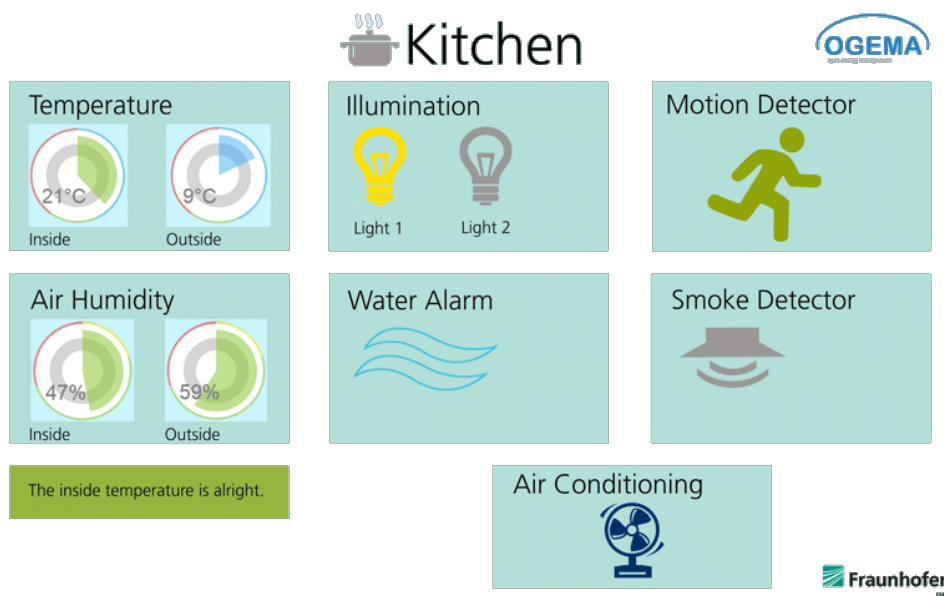 Kitchen
OGEMA
Temperature
21°C
9°C
Inside
Outside
Illumination
Light 1
Light 2
Motion Detector
Air Humidity
47%
59%
Inside
Outside
Water Alarm
Smoke Detector
The inside temperature is alright.
Air Conditioning
Fraunhofer